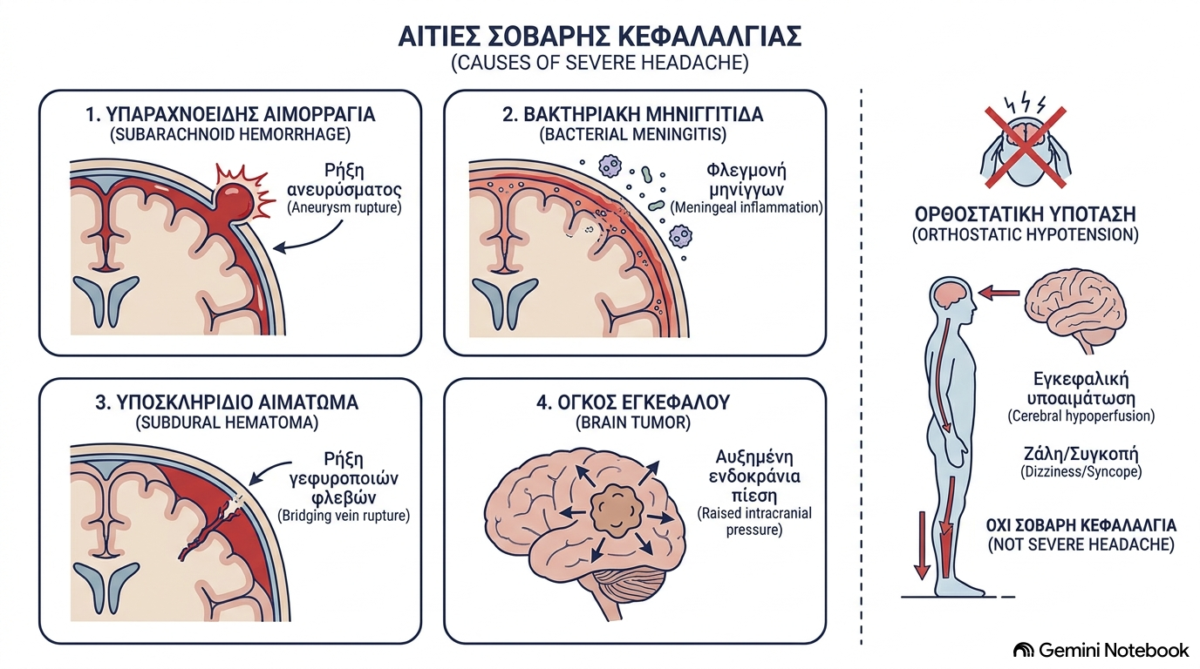 ΑΙΤΙΕΣ ΣΟΒΑΡΗΣ ΚΕΦΑΛΑΛΓΙΑΣ
(CAUSES OF SEVERE HEADACHE)
1. ΥΠΑΡΑΧΝΟΕΙΔΗΣ ΑΙΜΟΡΡΑΓΙΑ
(SUBARACHNOID HEMORRHAGE)
Ρήξη
ανευρύσματος
(Aneurysm rupture)
2. ΒΑΚΤΗΡΙΑΚΗ ΜΗΝΙΓΓΙΤΙΔΑ
(BACTERIAL MENINGITIS)
Φλεγμονή
μηνίγγων
(Meningeal inflammation)
3. ΥΠΟΣΚΛΗΡΙΔΙΟ ΑΙΜΑΤΩΜΑ
(SUBDURAL HEMATOMA)
Ρήξη
γεφυροποιών
φλεβών
(Bridging vein rupture)
4. ΟΓΚΟΣ ΕΓΚΕΦΑΛΟΥ
(BRAIN TUMOR)
Αυξημένη
ενδοκράνια
πίεση
(Raised intracranial
pressure)
ΟΡΘΟΣΤΑΤΙΚΗ ΥΠΟΤΑΣΗ
(ORTHOSTATIC HYPOTENSION)
Εγκεφαλική
υποαιμάτωση
(Cerebral hypoperfusion)
Ζάλη/Συγκοπή
(Dizziness/Syncope)
ΟΧΙ ΣΟΒΑΡΗ ΚΕΦΑΛΑΛΓΙΑ
(NOT SEVERE HEADACHE)
Gemini Notebook